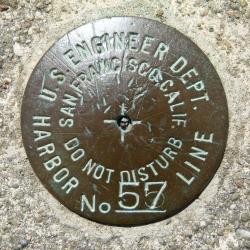 U.S. ENGINEER DEPT.
SAN FRANCISCO, CALIF.
DO NOT DISTURB
HARBOR LINE
No 57